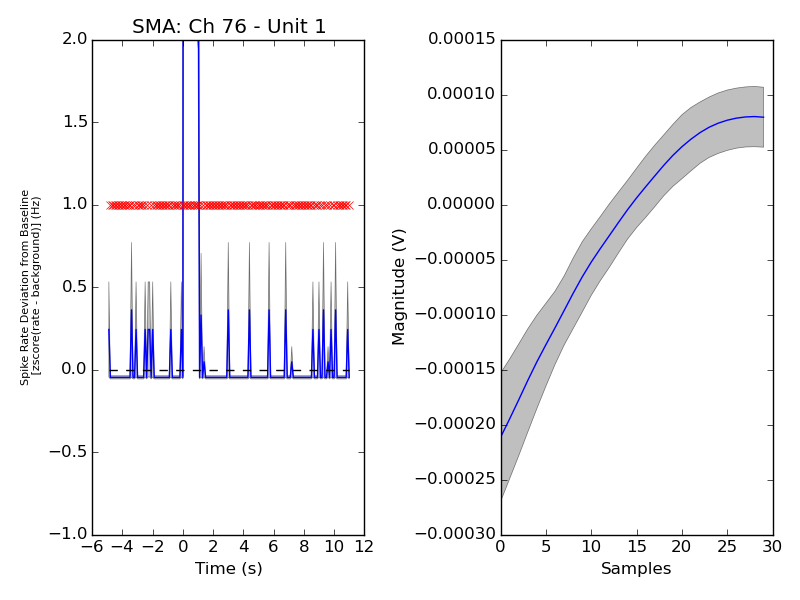 SMA: Ch 76 - Unit 1
2.0
1.5
1.0
0.5
0.0
−0.5
−1.0
−6 −4 −2 0 2 4 6 8 10 12
Time (s)
Spike Rate Deviation from Baseline
[zscore(rate - background)] (Hz)
0.00015
0.00010
0.00005
0.00000
−0.00005
−0.00010
−0.00015
−0.00020
−0.00025
−0.00030
0 5 10 15 20 25 30
Samples
Magnitude (V)